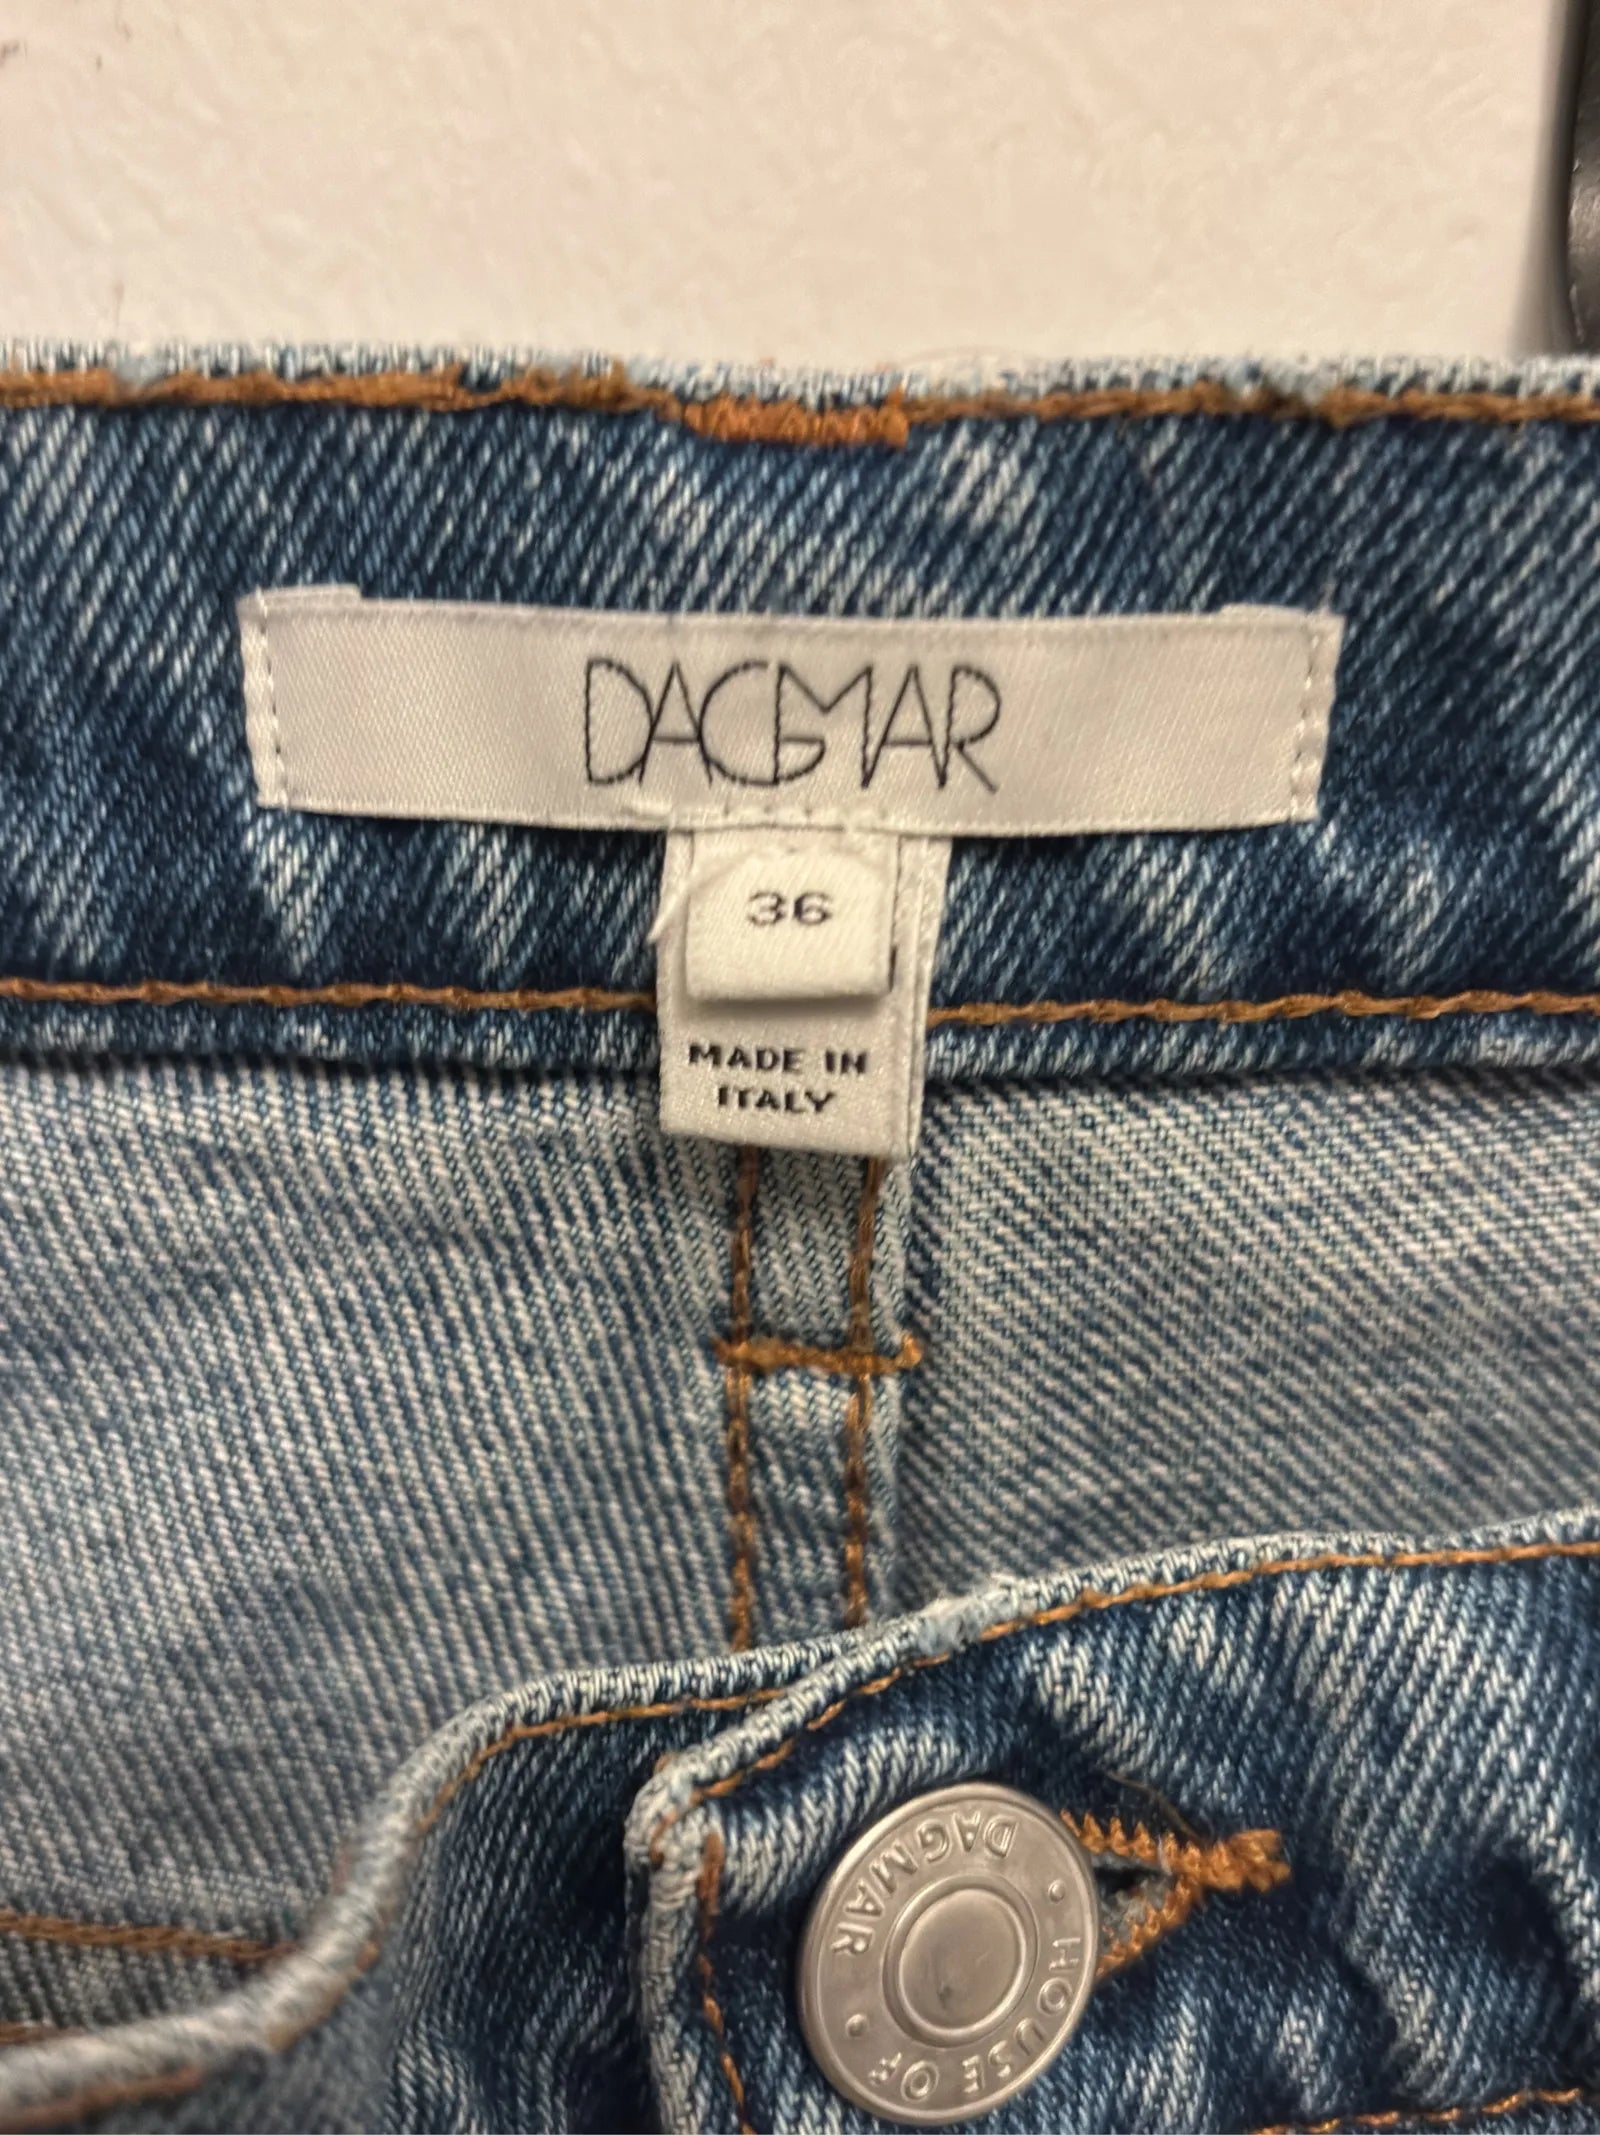 DAGMAR
36
MADE IN
ITALY
HOUSE OF • DAGMAR •